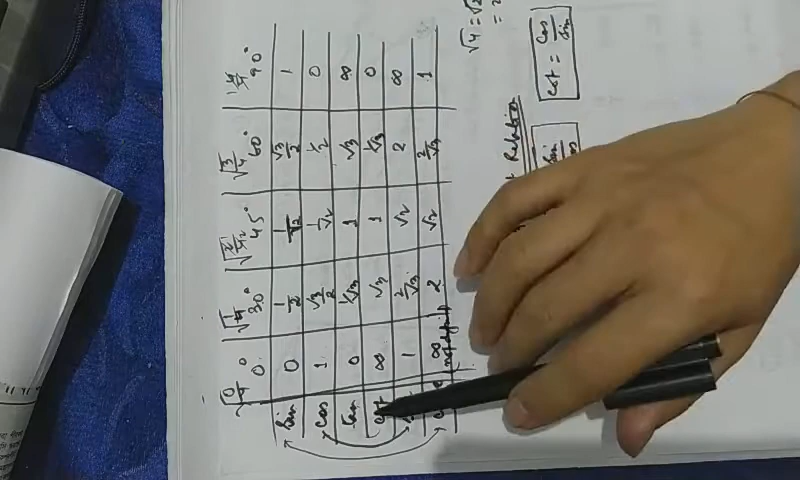 √0/4 √1/4 √2/4 √3/4 √4/4
0° 30° 45° 60° 90°
Sin 0 1/2 1/√2 √3/2 1
Cos 1 √3/2 1/√2 1/2 0
tan 0 1/√3 1 √3 ∞
cot ∞ √3 1 1/√3 0
1 2/√3 √2 2 ∞
∞ 2 √2 2/√3 1
√4 = √2
=
Relation
Sin
cot = Cos/Sin